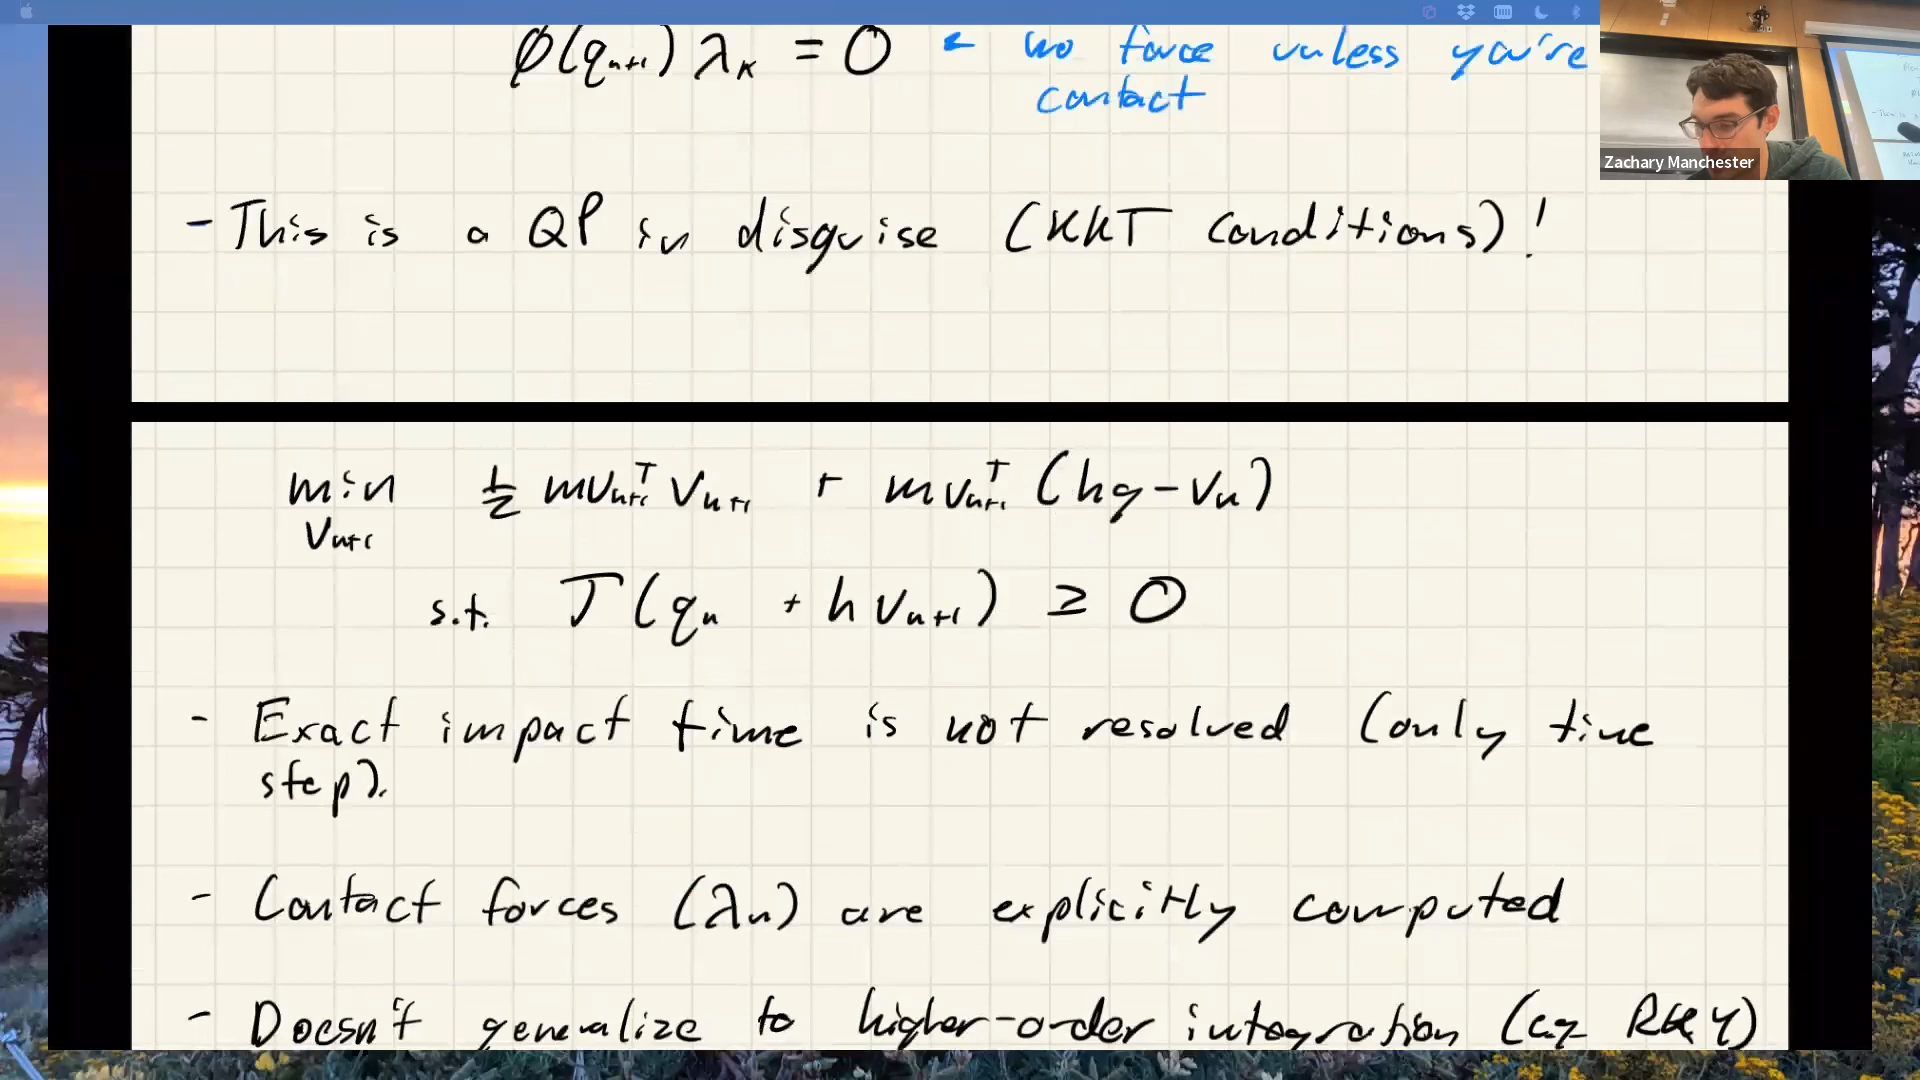 ϕ(qₙ₊₁) λₖ = 0 ← no force unless you're
contact
Zachary Manchester
- This is a QP in disguise (KKT conditions)!
min ½ mvₙ₊₁ᵀ vₙ₊₁ + mvₙ₊₁ᵀ (hg - vₙ)
vₙ₊₁
s.t. J(qₙ + hvₙ₊₁) ≥ 0
- Exact impact time is not resolved (only time
step).
- Contact forces (λₙ) are explicitly computed
- Doesn't generalize to higher-order integration (eg RK4)